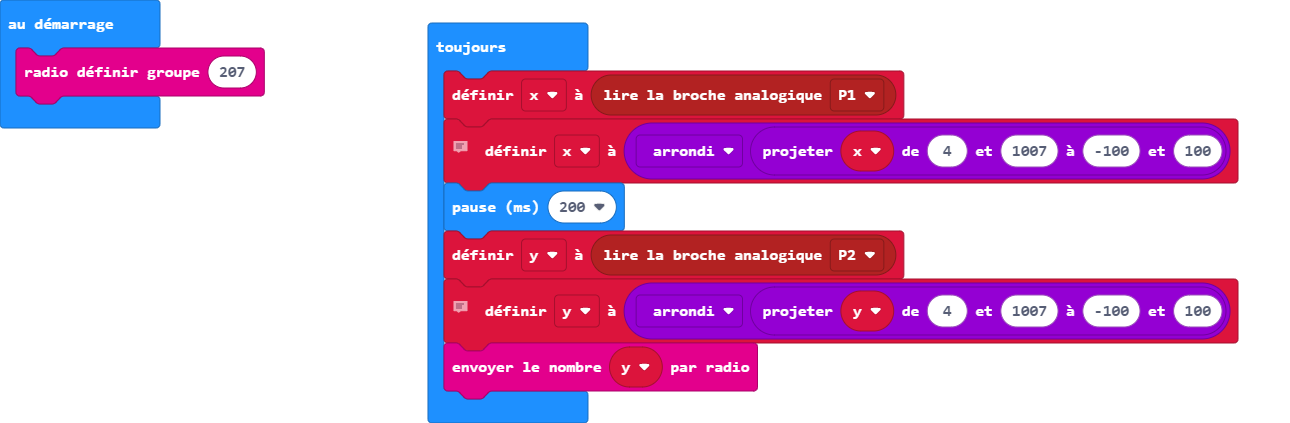 au démarrage
radio définir groupe 207
toujours
définir x à lire la broche analogique P1
définir x à arrondi projeter x de 4 et 1007 à -100 et 100
pause (ms) 200
définir y à lire la broche analogique P2
définir y à arrondi projeter y de 4 et 1007 à -100 et 100
envoyer le nombre y par radio